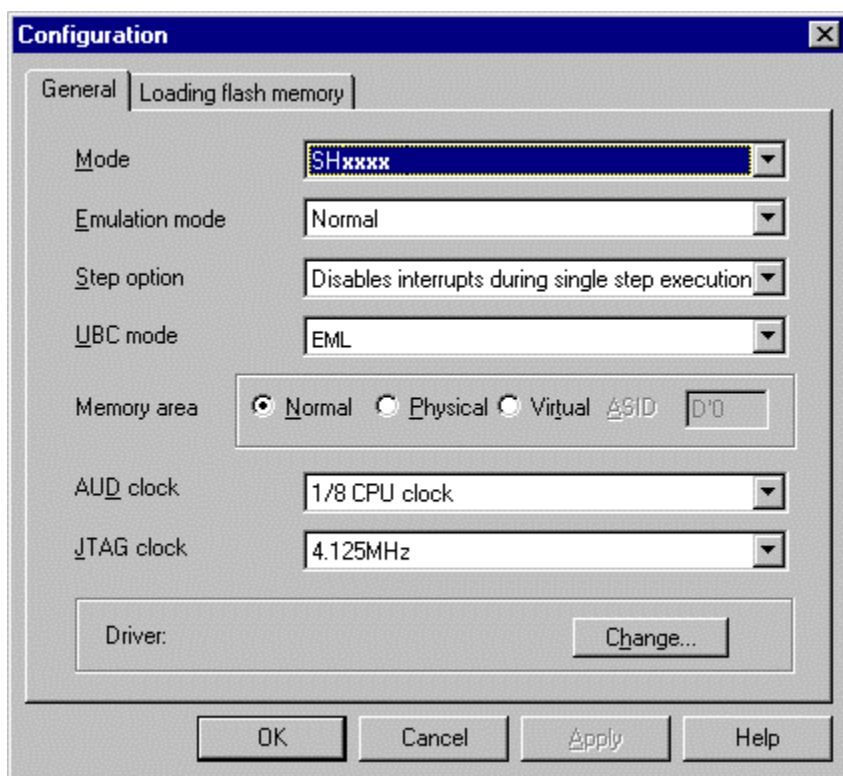 Configuration
General Loading flash memory
Mode SHxxxx
Emulation mode Normal
Step option Disables interrupts during single step execution
UBC mode EML
Memory area Normal Physical Virtual ASID D'0
AUD clock 1/8 CPU clock
JTAG clock 4.125MHz
Driver: Change...
OK Cancel Apply Help